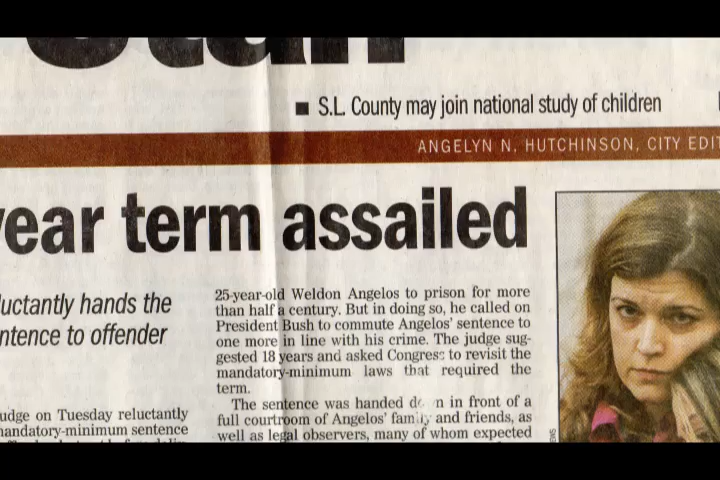 S.L. County may join national study of children
ANGELYN N. HUTCHINSON, CITY
year term assailed
hands the
to offender
25-year-old Weldon Angelos to prison for more
than half a century. But in doing so, he called on
President Bush to commute Angelos' sentence to
one more in line with his crime. The judge sug-
gested 18 years and asked Congress to revisit the
mandatory-minimum laws that required the
term.
The sentence was handed in front of a
full courtroom of Angelos' family and friends, as
well as legal observers, many of whom expected
on Tuesday reluctantly
mandatory-minimum sentence